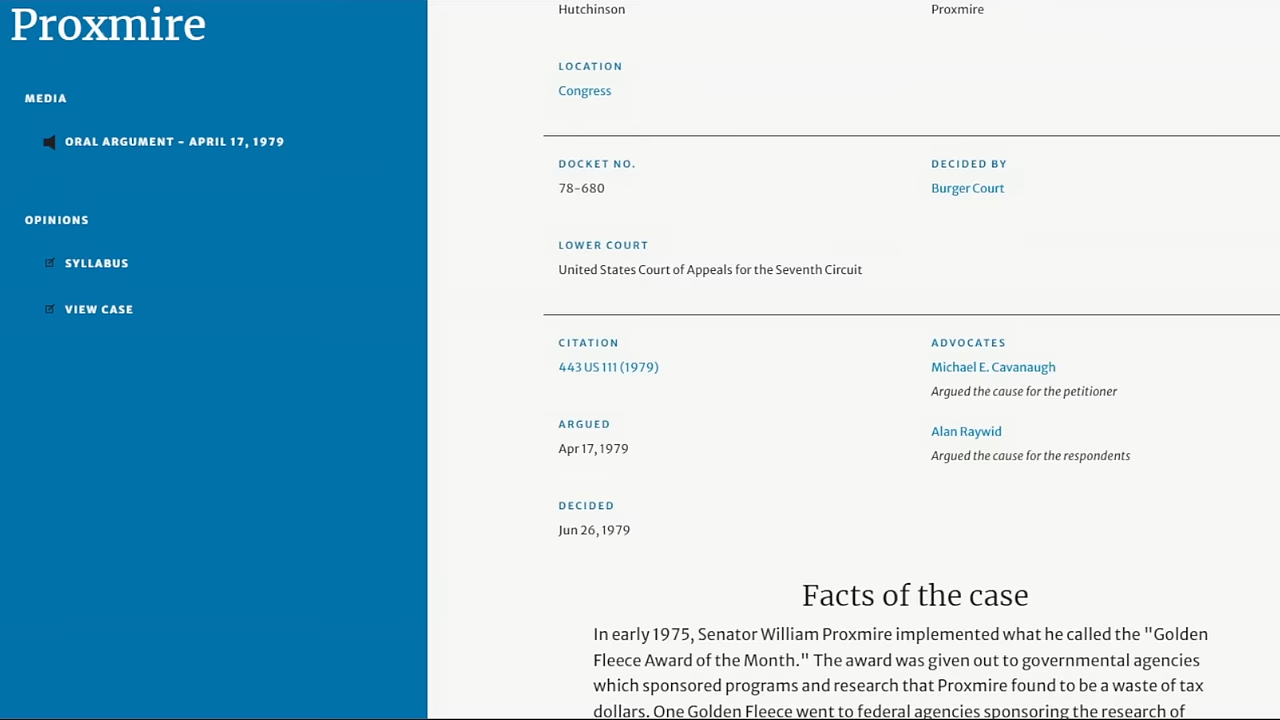 Proxmire
MEDIA
ORAL ARGUMENT - APRIL 17, 1979
OPINIONS
SYLLABUS
VIEW CASE
Hutchinson
Proxmire
LOCATION
Congress
DOCKET NO.
78-680
DECIDED BY
Burger Court
LOWER COURT
United States Court of Appeals for the Seventh Circuit
CITATION
443 US 111 (1979)
ADVOCATES
Michael E. Cavanaugh
Argued the cause for the petitioner
Alan Raywid
Argued the cause for the respondents
ARGUED
Apr 17, 1979
DECIDED
Jun 26, 1979
Facts of the case
In early 1975, Senator William Proxmire implemented what he called the "Golden
Fleece Award of the Month." The award was given out to governmental agencies
which sponsored programs and research that Proxmire found to be a waste of tax
dollars. One Golden Fleece went to federal agencies sponsoring the research of